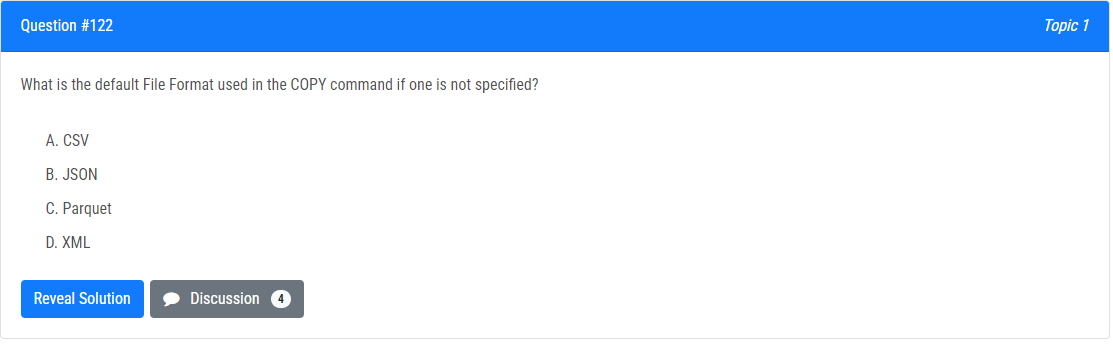 Question #122
Topic 1
What is the default File Format used in the COPY command if one is not specified?
A. CSV
B. JSON
C. Parquet
D. XML
Reveal Solution
Discussion 4